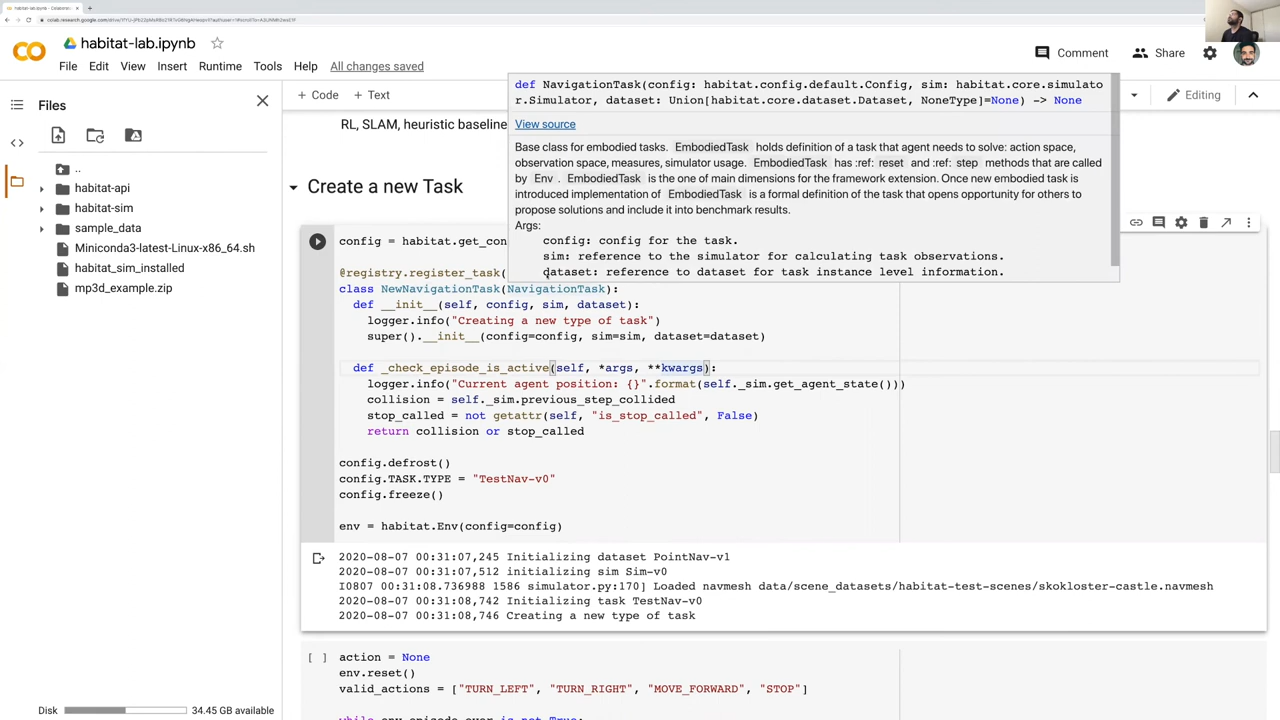 habitat-lab.ipynb - Colaborato
habitat-lab.ipynb
File Edit View Insert Runtime Tools Help All changes saved
Comment Share
Files
..
habitat-api
habitat-sim
sample_data
Miniconda3-latest-Linux-x86_64.sh
habitat_sim_installed
mp3d_example.zip
Disk 34.45 GB available
+ Code + Text
Editing
RL, SLAM, heuristic baseline
Create a new Task
def NavigationTask(config: habitat.config.default.Config, sim: habitat.core.simulato
r.Simulator, dataset: Union[habitat.core.dataset.Dataset, NoneType]=None) -> None
View source
Base class for embodied tasks. EmbodiedTask holds definition of a task that agent needs to solve: action space,
observation space, measures, simulator usage. EmbodiedTask has :ref: reset and :ref: step methods that are called
by Env . EmbodiedTask is the one of main dimensions for the framework extension. Once new embodied task is
introduced implementation of EmbodiedTask is a formal definition of the task that opens opportunity for others to
propose solutions and include it into benchmark results.
Args:
config: config for the task.
sim: reference to the simulator for calculating task observations.
dataset: reference to dataset for task instance level information.
config = habitat.get_con
@registry.register_task(
class NewNavigationTask(NavigationTask):
def __init__(self, config, sim, dataset):
logger.info("Creating a new type of task")
super().__init__(config=config, sim=sim, dataset=dataset)
def _check_episode_is_active(self, *args, **kwargs):
logger.info("Current agent position: {}".format(self._sim.get_agent_state()))
collision = self._sim.previous_step_collided
stop_called = not getattr(self, "is_stop_called", False)
return collision or stop_called
config.defrost()
config.TASK.TYPE = "TestNav-v0"
config.freeze()
env = habitat.Env(config=config)
2020-08-07 00:31:07,245 Initializing dataset PointNav-v1
2020-08-07 00:31:07,512 initializing sim Sim-v0
I0807 00:31:08.736988 1586 simulator.py:170] Loaded navmesh data/scene_datasets/habitat-test-scenes/skokloster-castle.navmesh
2020-08-07 00:31:08,742 Initializing task TestNav-v0
2020-08-07 00:31:08,746 Creating a new type of task
[ ] action = None
env.reset()
valid_actions = ["TURN_LEFT", "TURN_RIGHT", "MOVE_FORWARD", "STOP"]
while env.episode_over is not True: